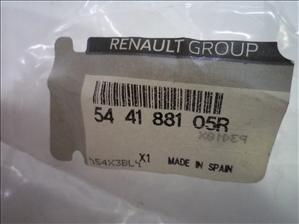 RENAULT GROUP
54 41 881 05R
X1 MADE IN SPAIN